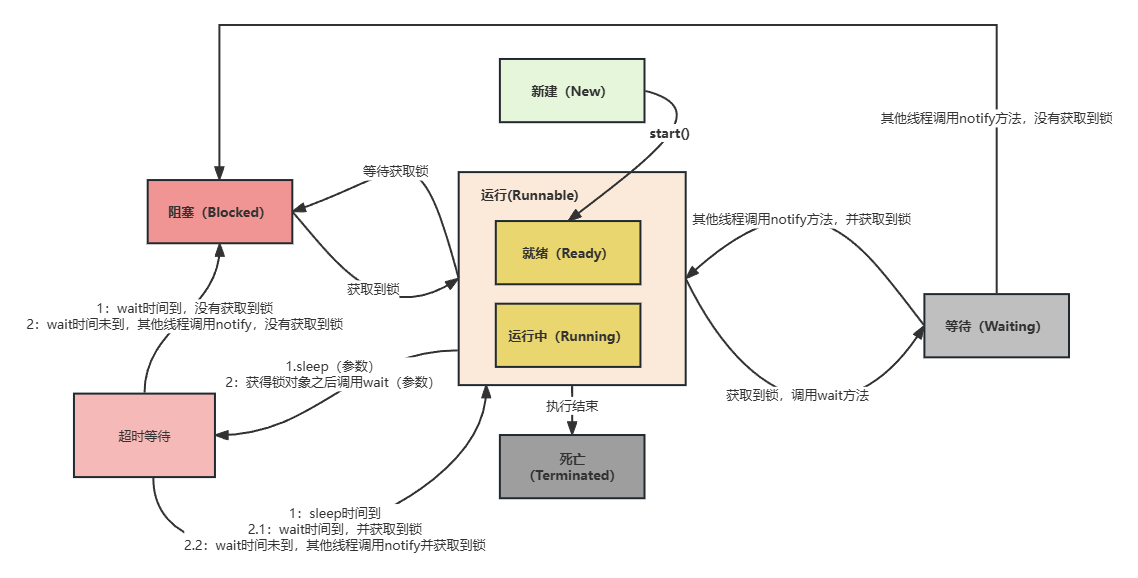 新建（New）
start()
其他线程调用notify方法，没有获取到锁
等待获取锁
运行(Runnable)
阻塞（Blocked）
其他线程调用notify方法，并获取到锁
就绪（Ready）
获取到锁
1：wait时间到，没有获取到锁
2：wait时间未到，其他线程调用notify，没有获取到锁
等待（Waiting）
运行中（Running）
1.sleep（参数）
2：获得锁对象之后调用wait（参数）
获取到锁，调用wait方法
执行结束
超时等待
死亡
（Terminated）
1：sleep时间到
2.1：wait时间到，并获取到锁
2.2：wait时间未到，其他线程调用notify并获取到锁